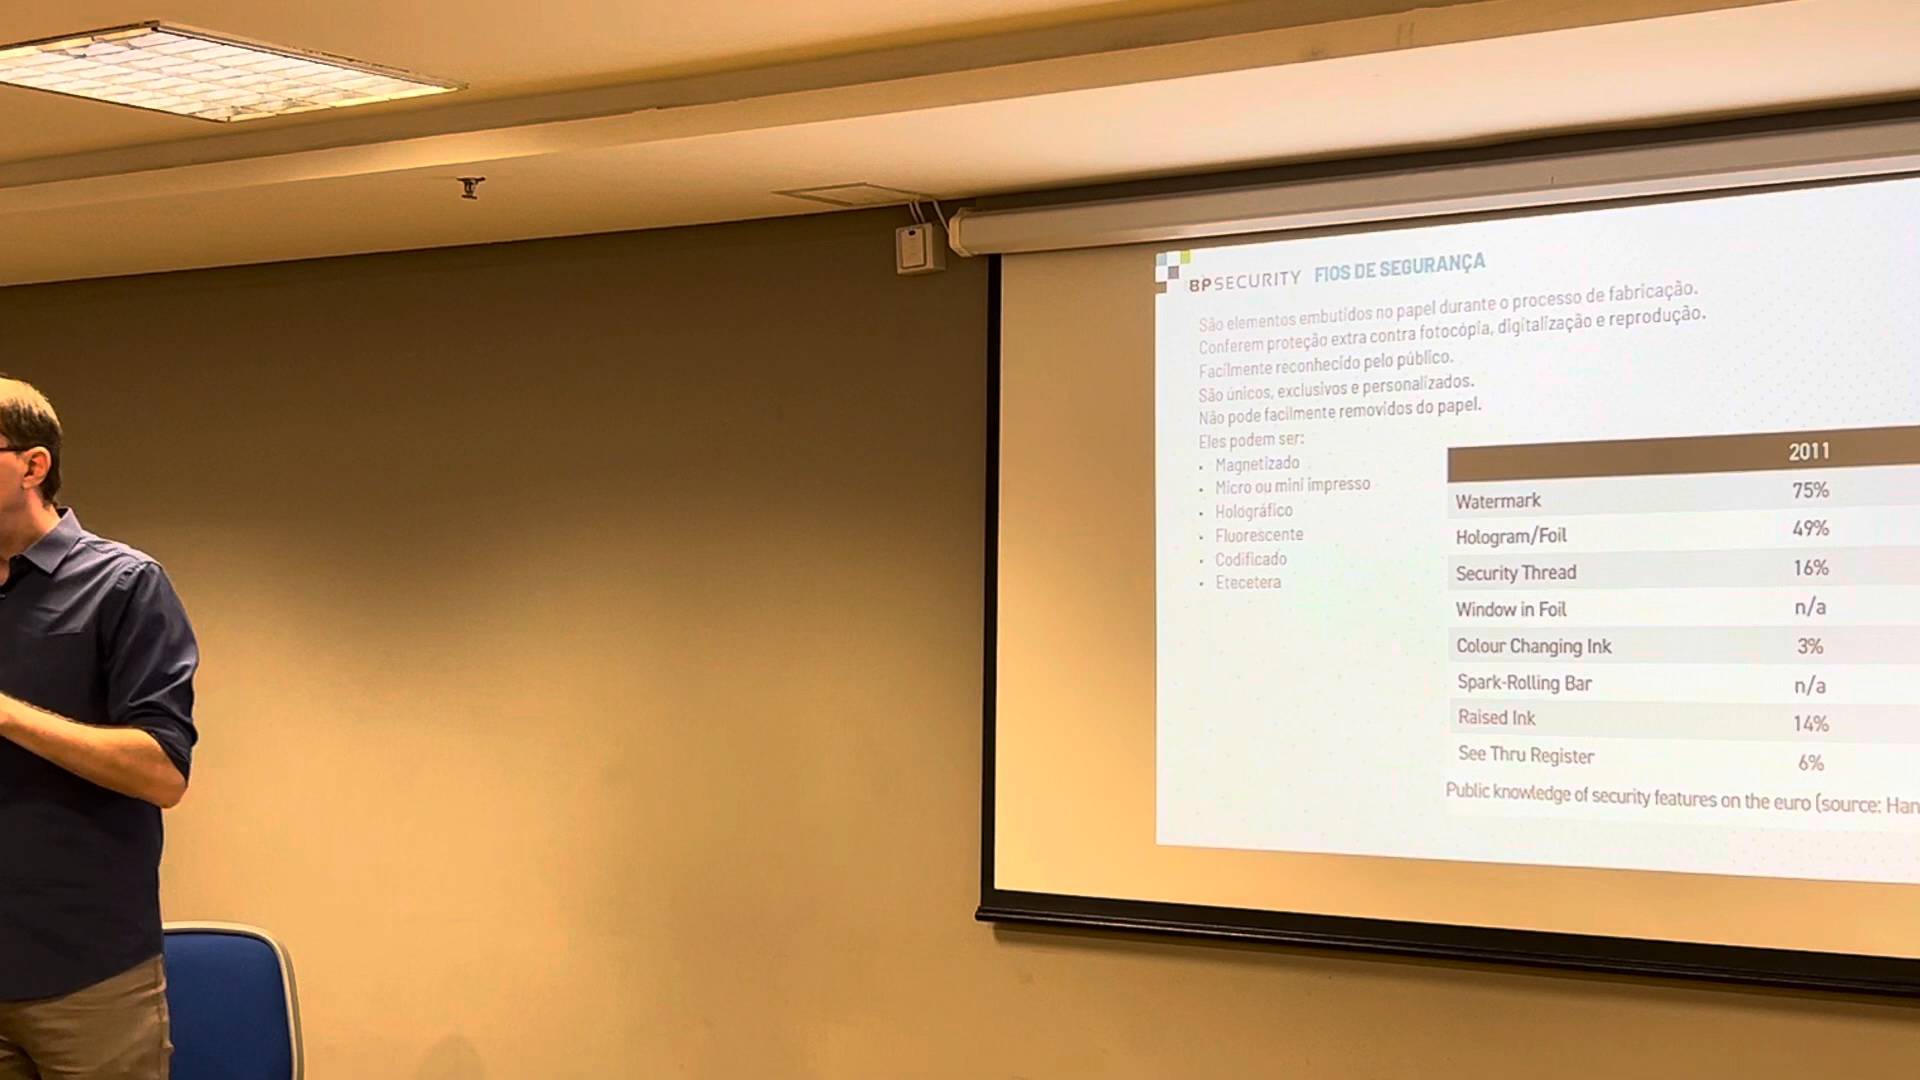 BPSECURITY FIOS DE SEGURANÇA
São elementos embutidos no papel durante o processo de fabricação.
Conferem proteção extra contra fotocópia, digitalização e reprodução.
Facilmente reconhecido pelo público.
São únicos, exclusivos e personalizados.
Não pode facilmente removidos do papel.
Eles podem ser:
• Magnetizado
• Micro ou mini impresso
• Holográfico
• Fluorescente
• Codificado
• Etecetera
2011
Watermark 75%
Hologram/Foil 49%
Security Thread 16%
Window in Foil n/a
Colour Changing Ink 3%
Spark-Rolling Bar n/a
Raised Ink 14%
See Thru Register 6%
Public knowledge of security features on the euro (source: Han